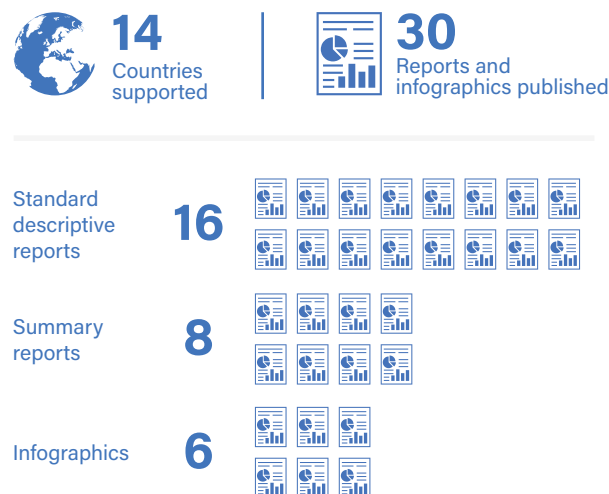 14
Countries
supported
30
Reports and
infographics published
Standard
descriptive
reports
16
Summary
reports
8
Infographics
6